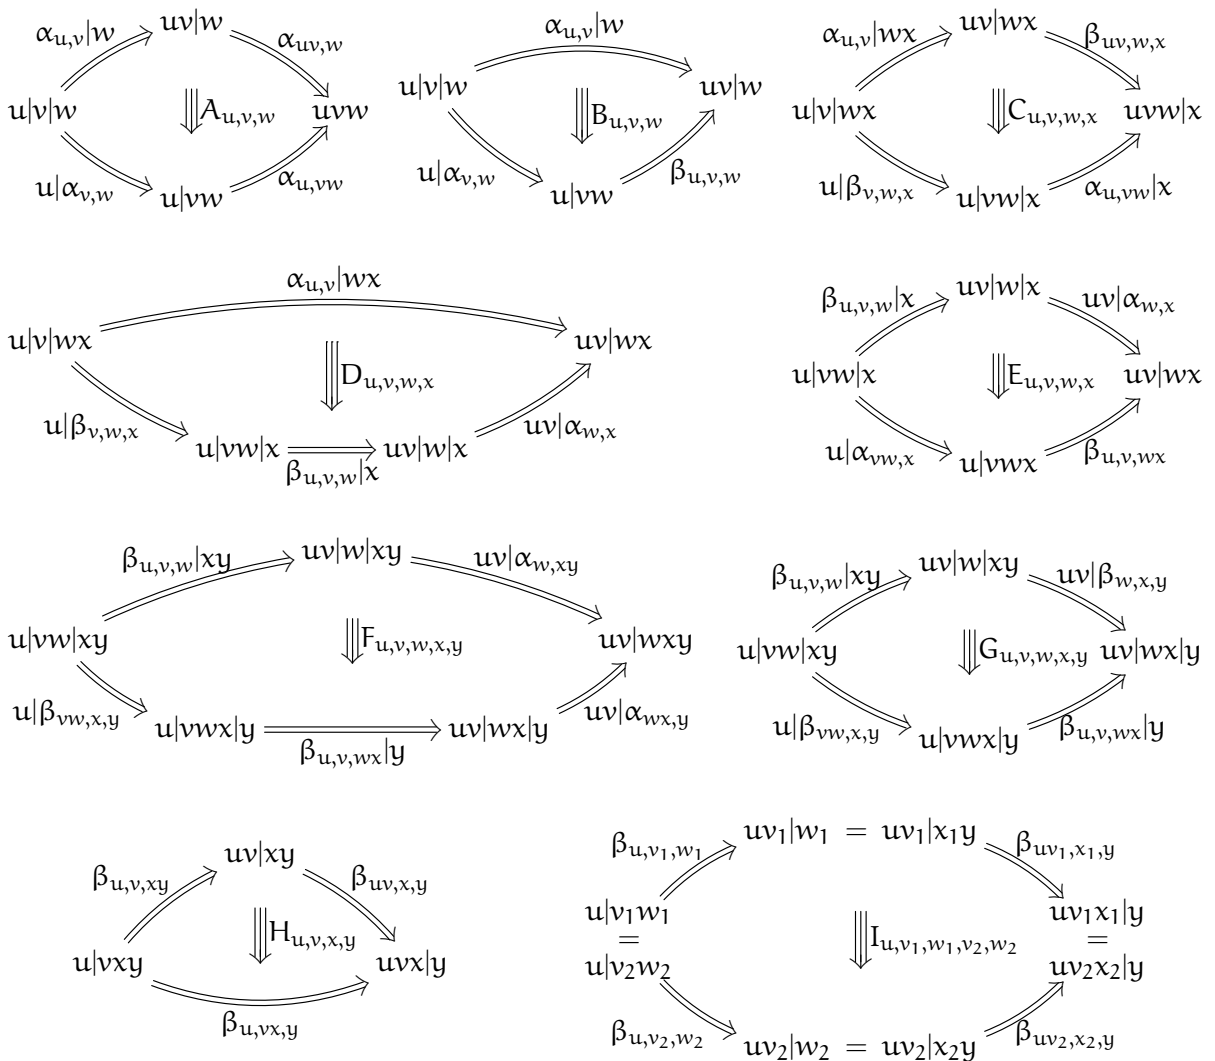 α_{u,v}|w uv|w α_{uv,w}
u|v|w A_{u,v,w} uvw
u|α_{v,w} u|vw α_{u,vw}
α_{u,v}|w
u|v|w B_{u,v,w} uv|w
u|α_{v,w} u|vw β_{u,v,w}
α_{u,v}|wx uv|wx β_{uv,w,x}
u|v|wx C_{u,v,w,x} uvw|x
u|β_{v,w,x} u|vw|x α_{u,vw}|x
α_{u,v}|wx
u|v|wx D_{u,v,w,x} uv|wx
u|β_{v,w,x} u|vw|x β_{u,v,w}|x uv|w|x uv|α_{w,x}
β_{u,v,w}|x uv|w|x uv|α_{w,x}
u|vw|x E_{u,v,w,x} uv|wx
u|α_{vw,x} u|vwx β_{u,v,wx}
β_{u,v,w}|xy uv|w|xy uv|α_{w,xy}
u|vw|xy F_{u,v,w,x,y} uv|wxy
u|β_{vw,x,y} u|vwx|y β_{u,v,wx}|y uv|wx|y uv|α_{wx,y}
β_{u,v,w}|xy uv|w|xy uv|β_{w,x,y}
u|vw|xy G_{u,v,w,x,y} uv|wx|y
u|β_{vw,x,y} u|vwx|y β_{u,v,wx}|y
β_{u,v,xy} uv|xy β_{uv,x,y}
u|vxy H_{u,v,x,y} uvx|y
β_{u,vx,y}
β_{u,v_1,w_1} uv_1|w_1 = uv_1|x_1y β_{uv_1,x_1,y}
u|v_1w_1 uv_1x_1|y
= I_{u,v_1,w_1,v_2,w_2} =
u|v_2w_2 uv_2x_2|y
β_{u,v_2,w_2} uv_2|w_2 = uv_2|x_2y β_{uv_2,x_2,y}